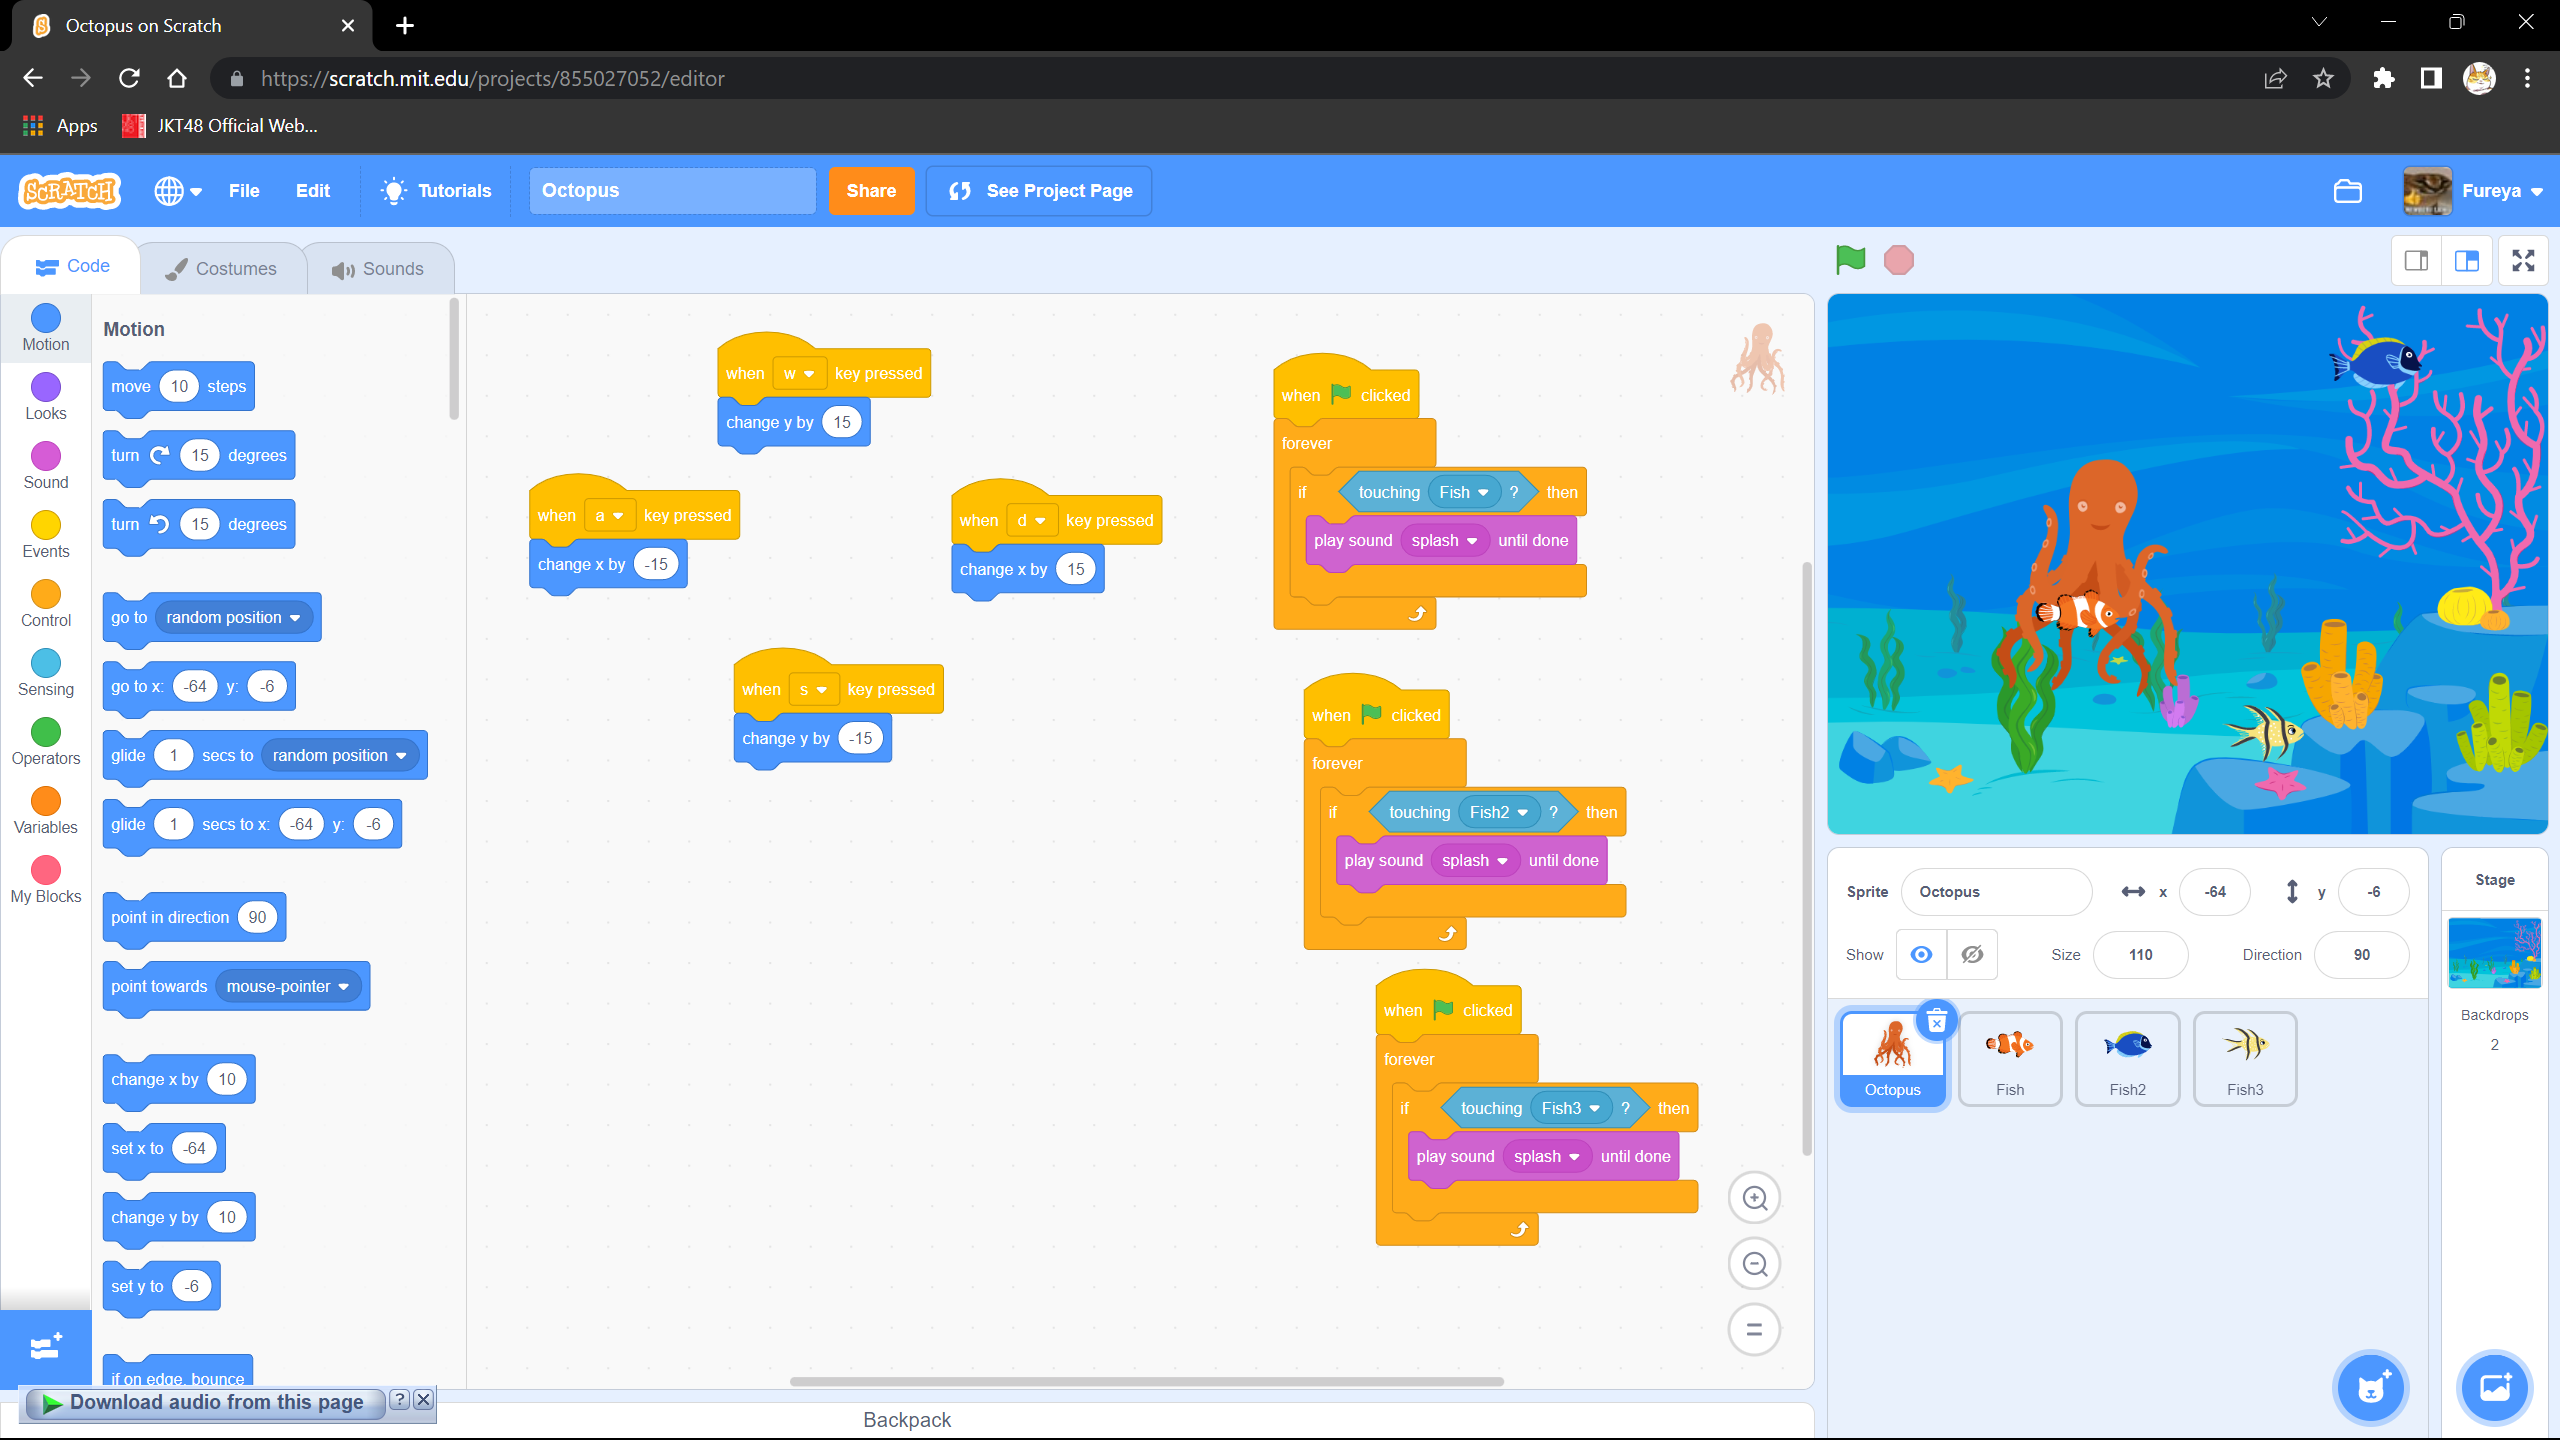 Octopus on Scratch
https://scratch.mit.edu/projects/855027052/editor
Apps JKT48 Official Web...
SCRATCH File Edit Tutorials Octopus Share See Project Page Fureya
Code Costumes Sounds
Motion
Looks
Sound
Events
Control
Sensing
Operators
Variables
My Blocks
Motion
move 10 steps
turn 15 degrees
turn 15 degrees
go to random position
go to x: -64 y: -6
glide 1 secs to random position
glide 1 secs to x: -64 y: -6
point in direction 90
point towards mouse-pointer
change x by 10
set x to -64
change y by 10
set y to -6
if on edge, bounce
when w key pressed
change y by 15
when a key pressed
change x by -15
when d key pressed
change x by 15
when s key pressed
change y by -15
when clicked
forever
if touching Fish ? then
play sound splash until done
when clicked
forever
if touching Fish2 ? then
play sound splash until done
when clicked
forever
if touching Fish3 ? then
play sound splash until done
Sprite Octopus x -64 y -6
Show Size 110 Direction 90
Octopus Fish Fish2 Fish3
Stage
Backdrops
2
Download audio from this page ?
Backpack